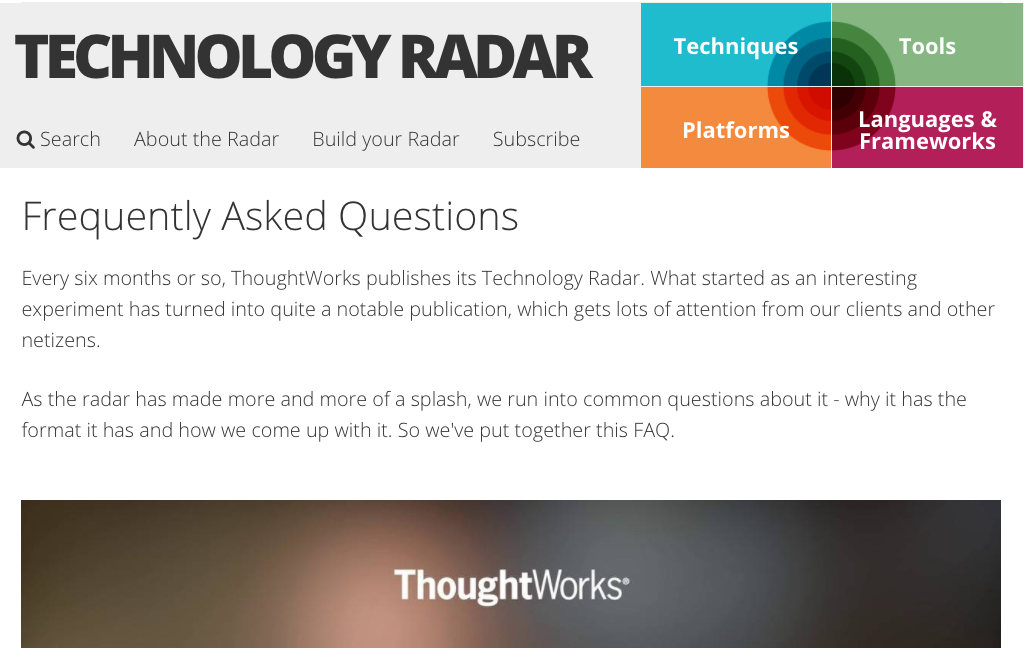 TECHNOLOGY RADAR
Search About the Radar Build your Radar Subscribe
Techniques
Tools
Platforms
Languages &
Frameworks
Frequently Asked Questions
Every six months or so, ThoughtWorks publishes its Technology Radar. What started as an interesting
experiment has turned into quite a notable publication, which gets lots of attention from our clients and other
netizens.
As the radar has made more and more of a splash, we run into common questions about it - why it has the
format it has and how we come up with it. So we've put together this FAQ.
ThoughtWorks®